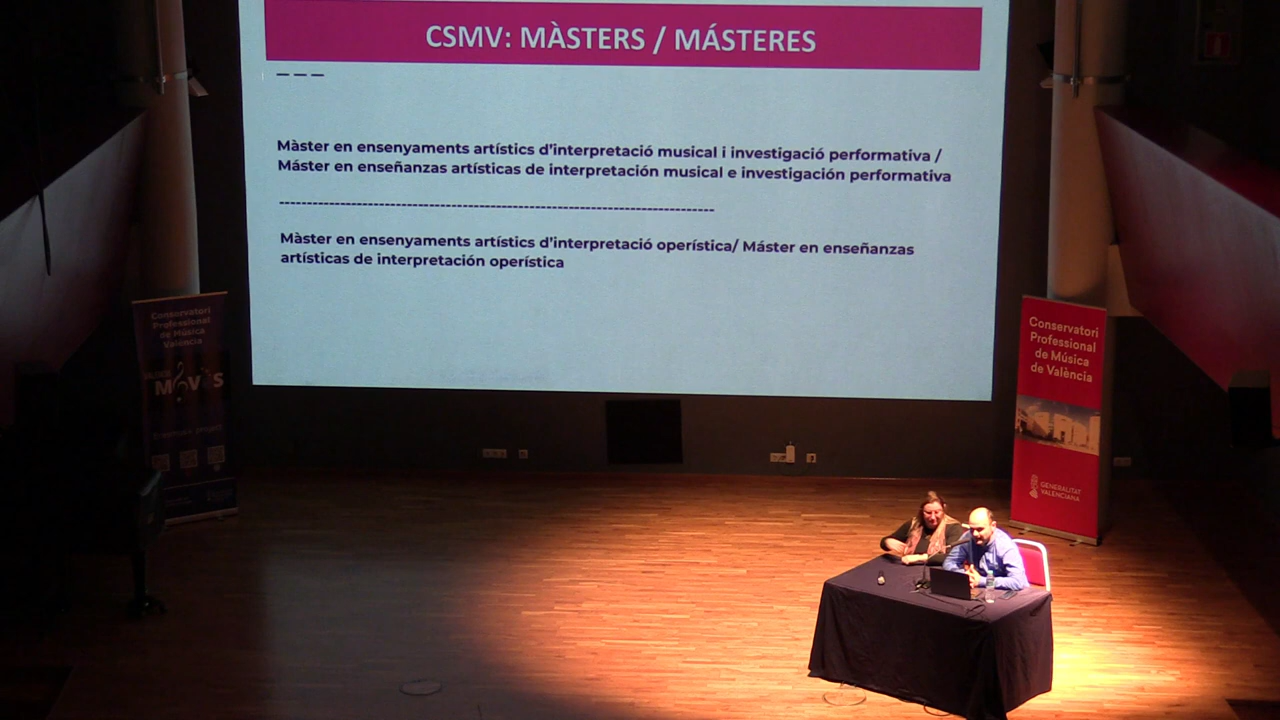 CSMV: MÀSTERS / MÁSTERES
Màster en ensenyaments artístics d'interpretació musical i investigació performativa /
Máster en enseñanzas artísticas de interpretación musical e investigación performativa
Màster en ensenyaments artístics d'interpretació operística/ Máster en enseñanzas
artísticas de interpretación operística
Conservatori
Professional
de Música
València
MOVES
Conservatori
Professional
de Música
de València
GENERALITAT
VALENCIANA